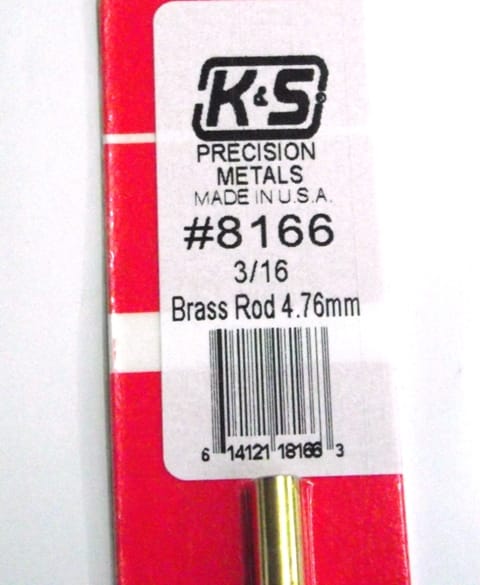 K&S®
PRECISION
METALS
MADE IN U.S.A.
#8166
3/16
Brass Rod 4.76mm
6 14121 18166 3